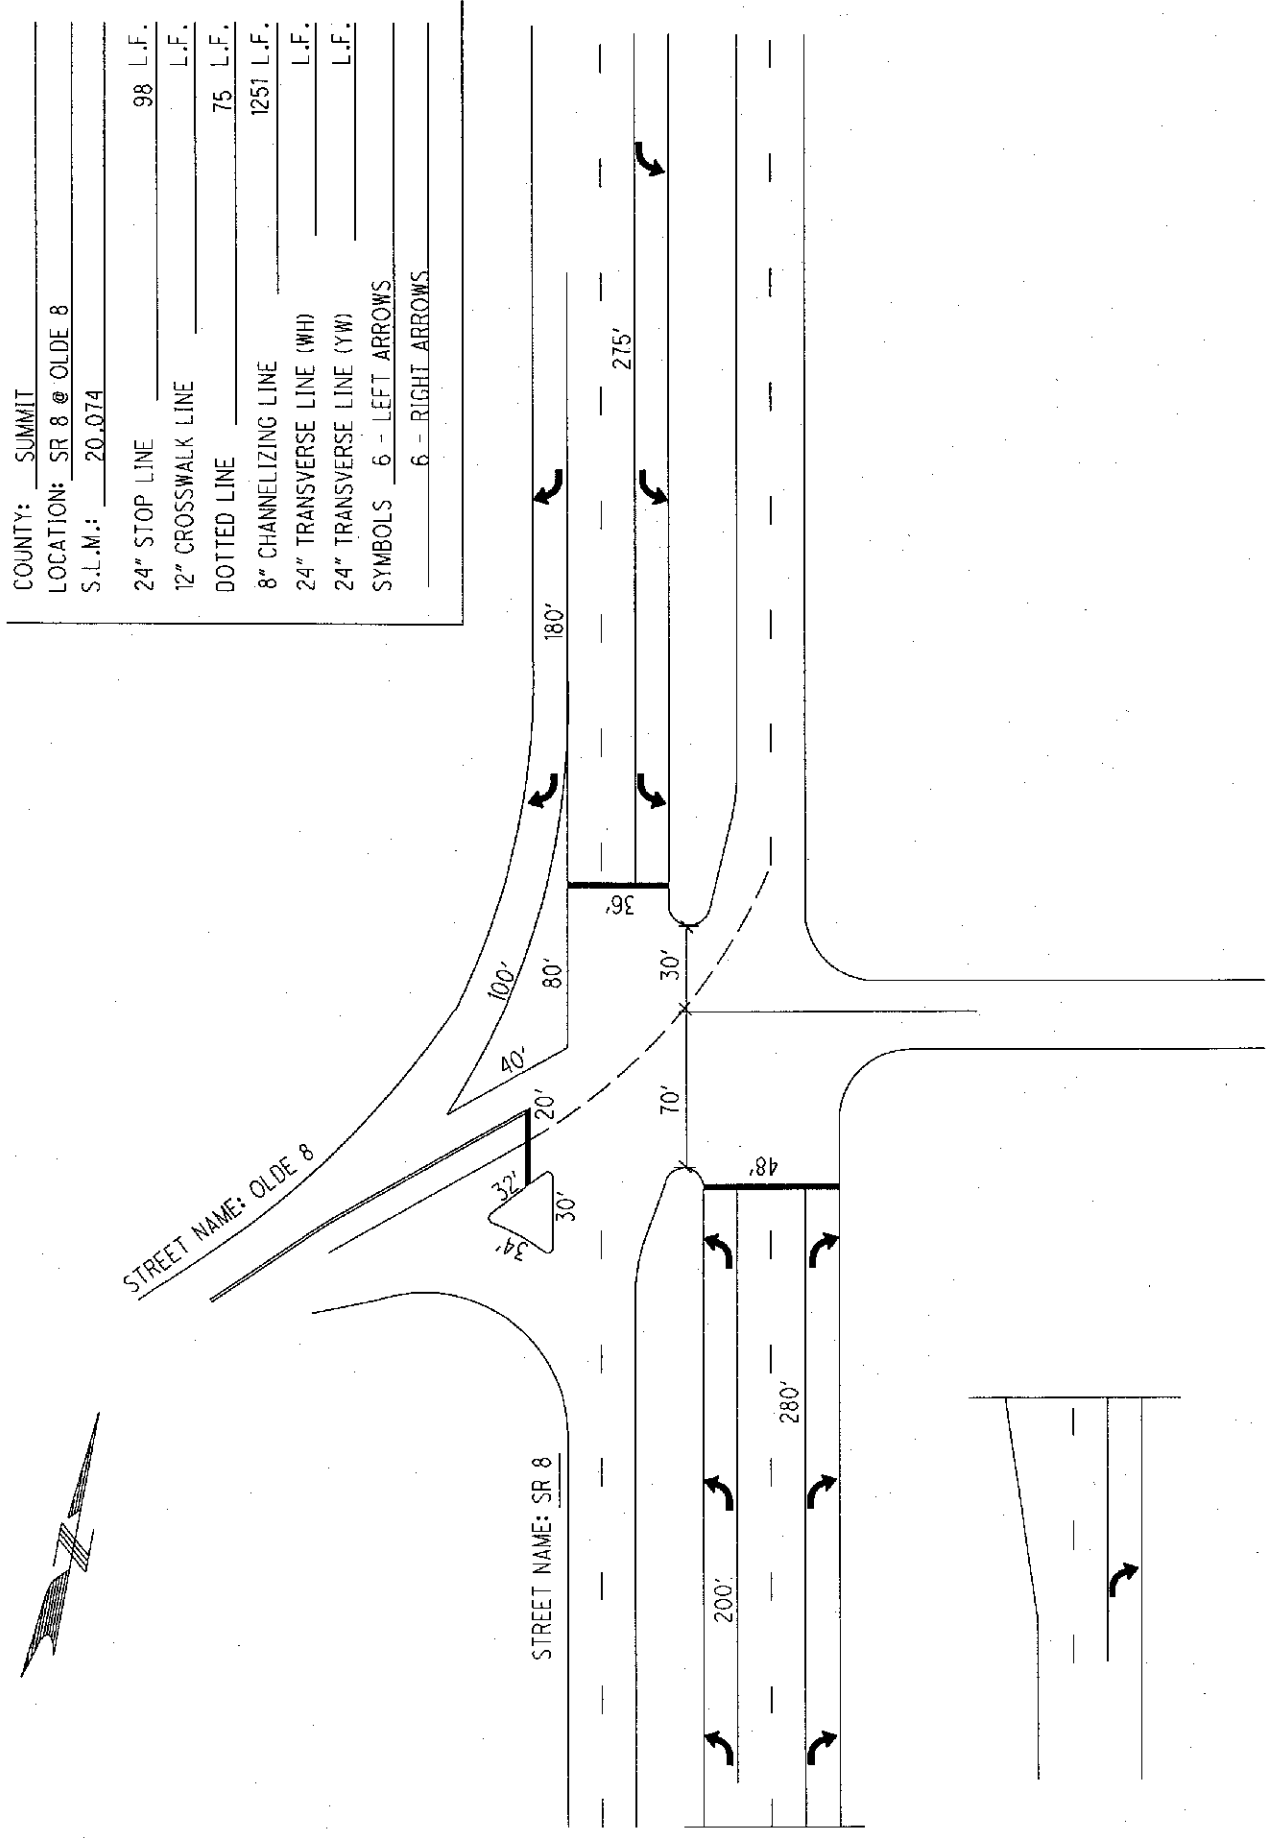 COUNTY: SUMMIT
LOCATION: SR 8 @ OLDE 8
S.L.M.: 20.074
24" STOP LINE 98 L.F.
12" CROSSWALK LINE L.F.
DOTTED LINE 75 L.F.
8" CHANNELIZING LINE 1251 L.F.
24" TRANSVERSE LINE (WH) L.F.
24" TRANSVERSE LINE (YW) L.F.
SYMBOLS 6 - LEFT ARROWS
6 - RIGHT ARROWS
STREET NAME: OLDE 8
180'
275'
100'
80'
36'
40'
30'
20'
70'
32'
34'
30'
48'
STREET NAME: SR 8
200'
280'
N